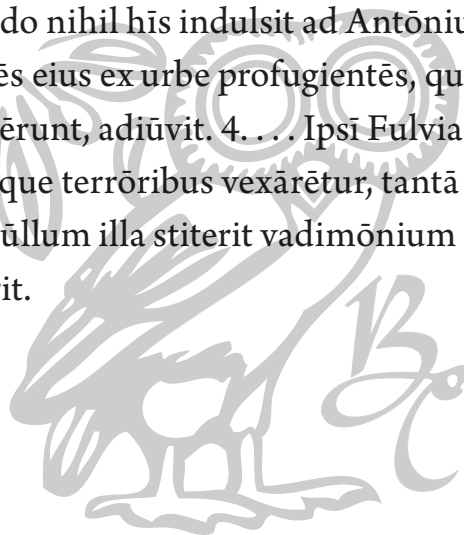 do nihil hīs indulsit ad Antōniu
ēs eius ex urbe profugientēs, qu
ērunt, adiūvit. 4. . . . Ipsī Fulvia
que terrōribus vexārētur, tantā
ūllum illa stiterit vadimōnium
rit.